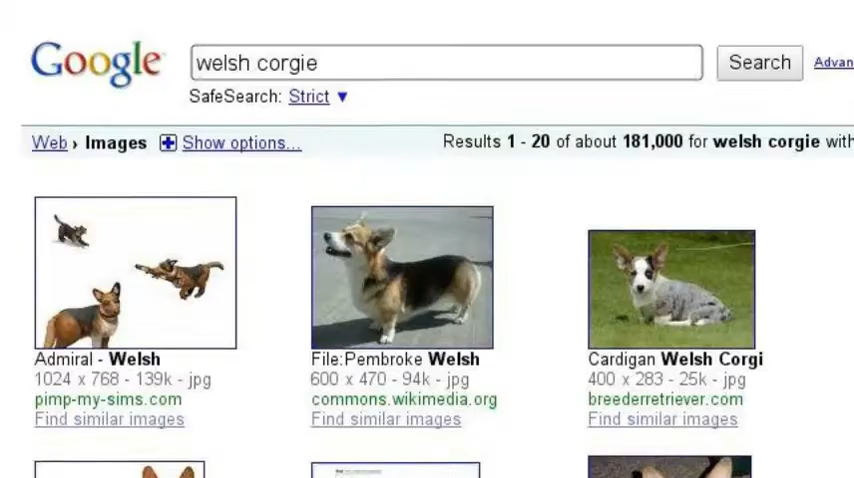 Google
welsh corgie
Search
Advan
SafeSearch: Strict ▼
Web › Images Show options...
Results 1 - 20 of about 181,000 for welsh corgie with
Admiral - Welsh
1024 x 768 - 139k - jpg
pimp-my-sims.com
Find similar images
File:Pembroke Welsh
600 x 470 - 94k - jpg
commons.wikimedia.org
Find similar images
Cardigan Welsh Corgi
400 x 283 - 25k - jpg
breederretriever.com
Find similar images